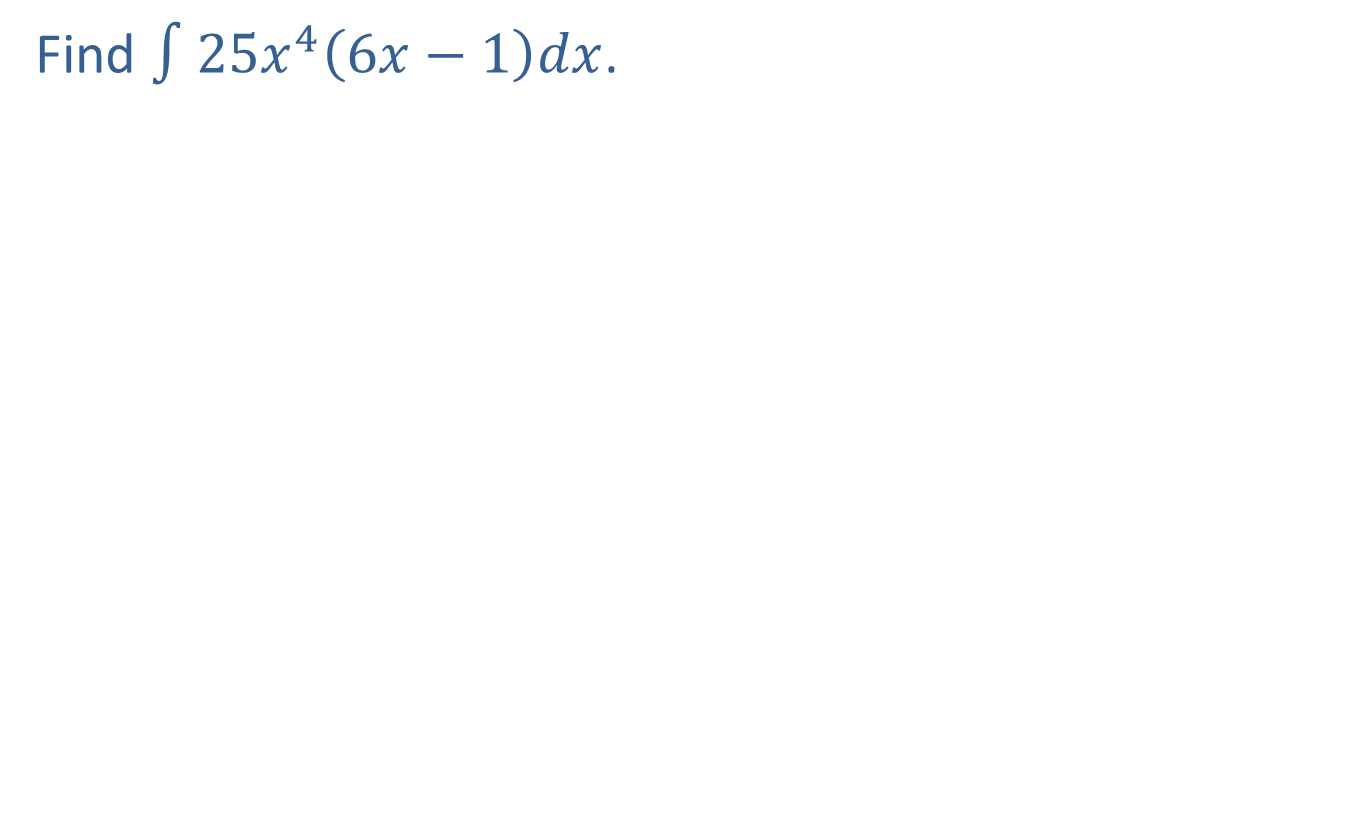 Find ∫ 25x⁴(6x − 1)dx.